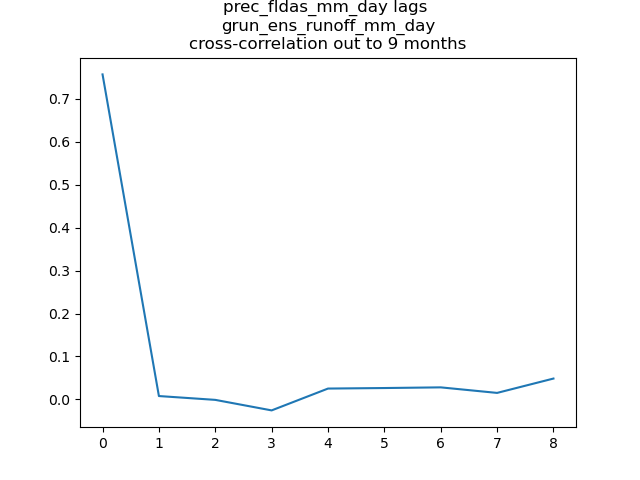 prec_fldas_mm_day lags
grun_ens_runoff_mm_day
cross-correlation out to 9 months
0.7
0.6
0.5
0.4
0.3
0.2
0.1
0.0
0 1 2 3 4 5 6 7 8